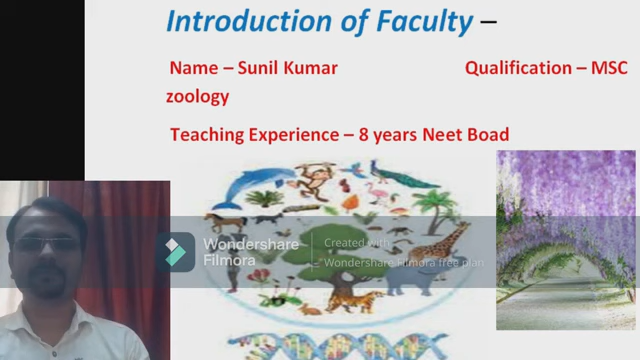 Introduction of Faculty –
Name – Sunil Kumar Qualification – MSC
zoology
Teaching Experience – 8 years Neet Boad
Wondershare
Filmora
Created with
Wondershare Filmora free plan